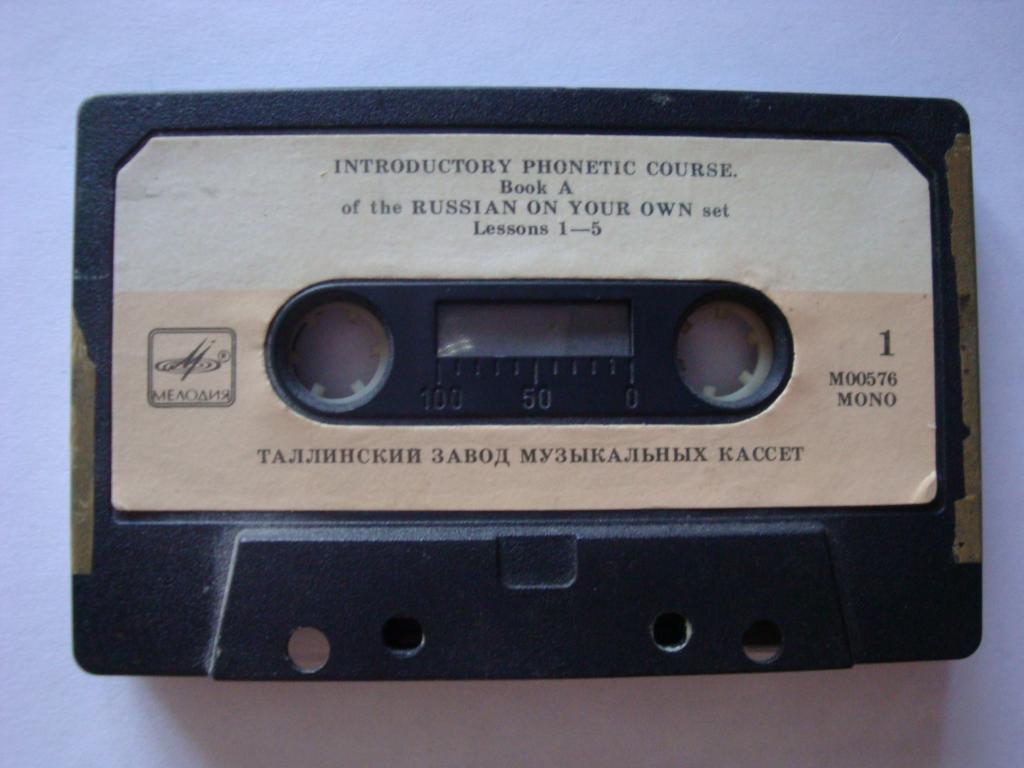 INTRODUCTORY PHONETIC COURSE.
Book A
of the RUSSIAN ON YOUR OWN set
Lessons 1—5
МЕЛОДИЯ ®
1
М00576
MONO
100 50 0
ТАЛЛИНСКИЙ ЗАВОД МУЗЫКАЛЬНЫХ КАССЕТ